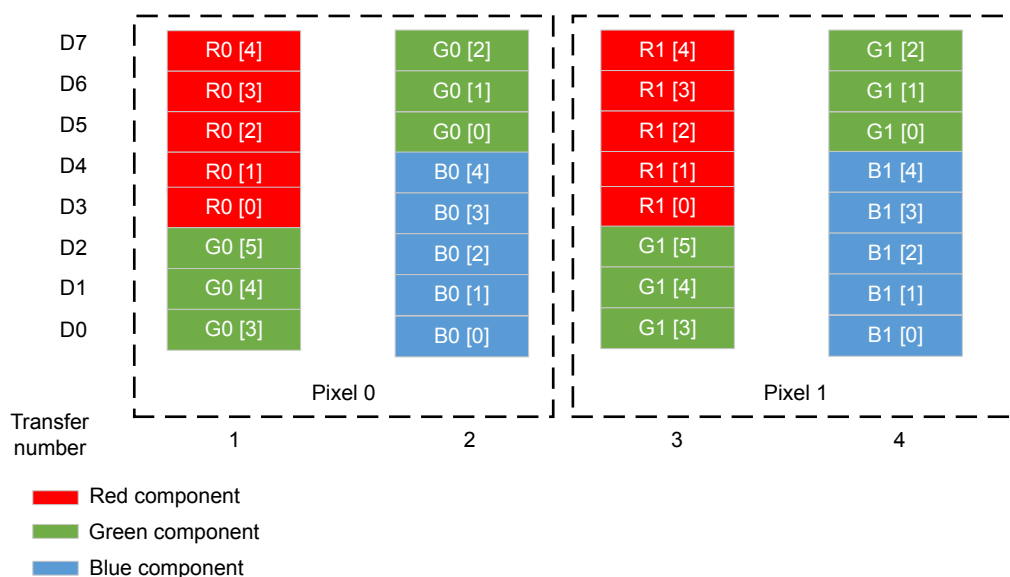 D7 R0 [4] G0 [2] R1 [4] G1 [2]
D6 R0 [3] G0 [1] R1 [3] G1 [1]
D5 R0 [2] G0 [0] R1 [2] G1 [0]
D4 R0 [1] B0 [4] R1 [1] B1 [4]
D3 R0 [0] B0 [3] R1 [0] B1 [3]
D2 G0 [5] B0 [2] G1 [5] B1 [2]
D1 G0 [4] B0 [1] G1 [4] B1 [1]
D0 G0 [3] B0 [0] G1 [3] B1 [0]
Pixel 0 Pixel 1
Transfer
number 1 2 3 4
Red component
Green component
Blue component